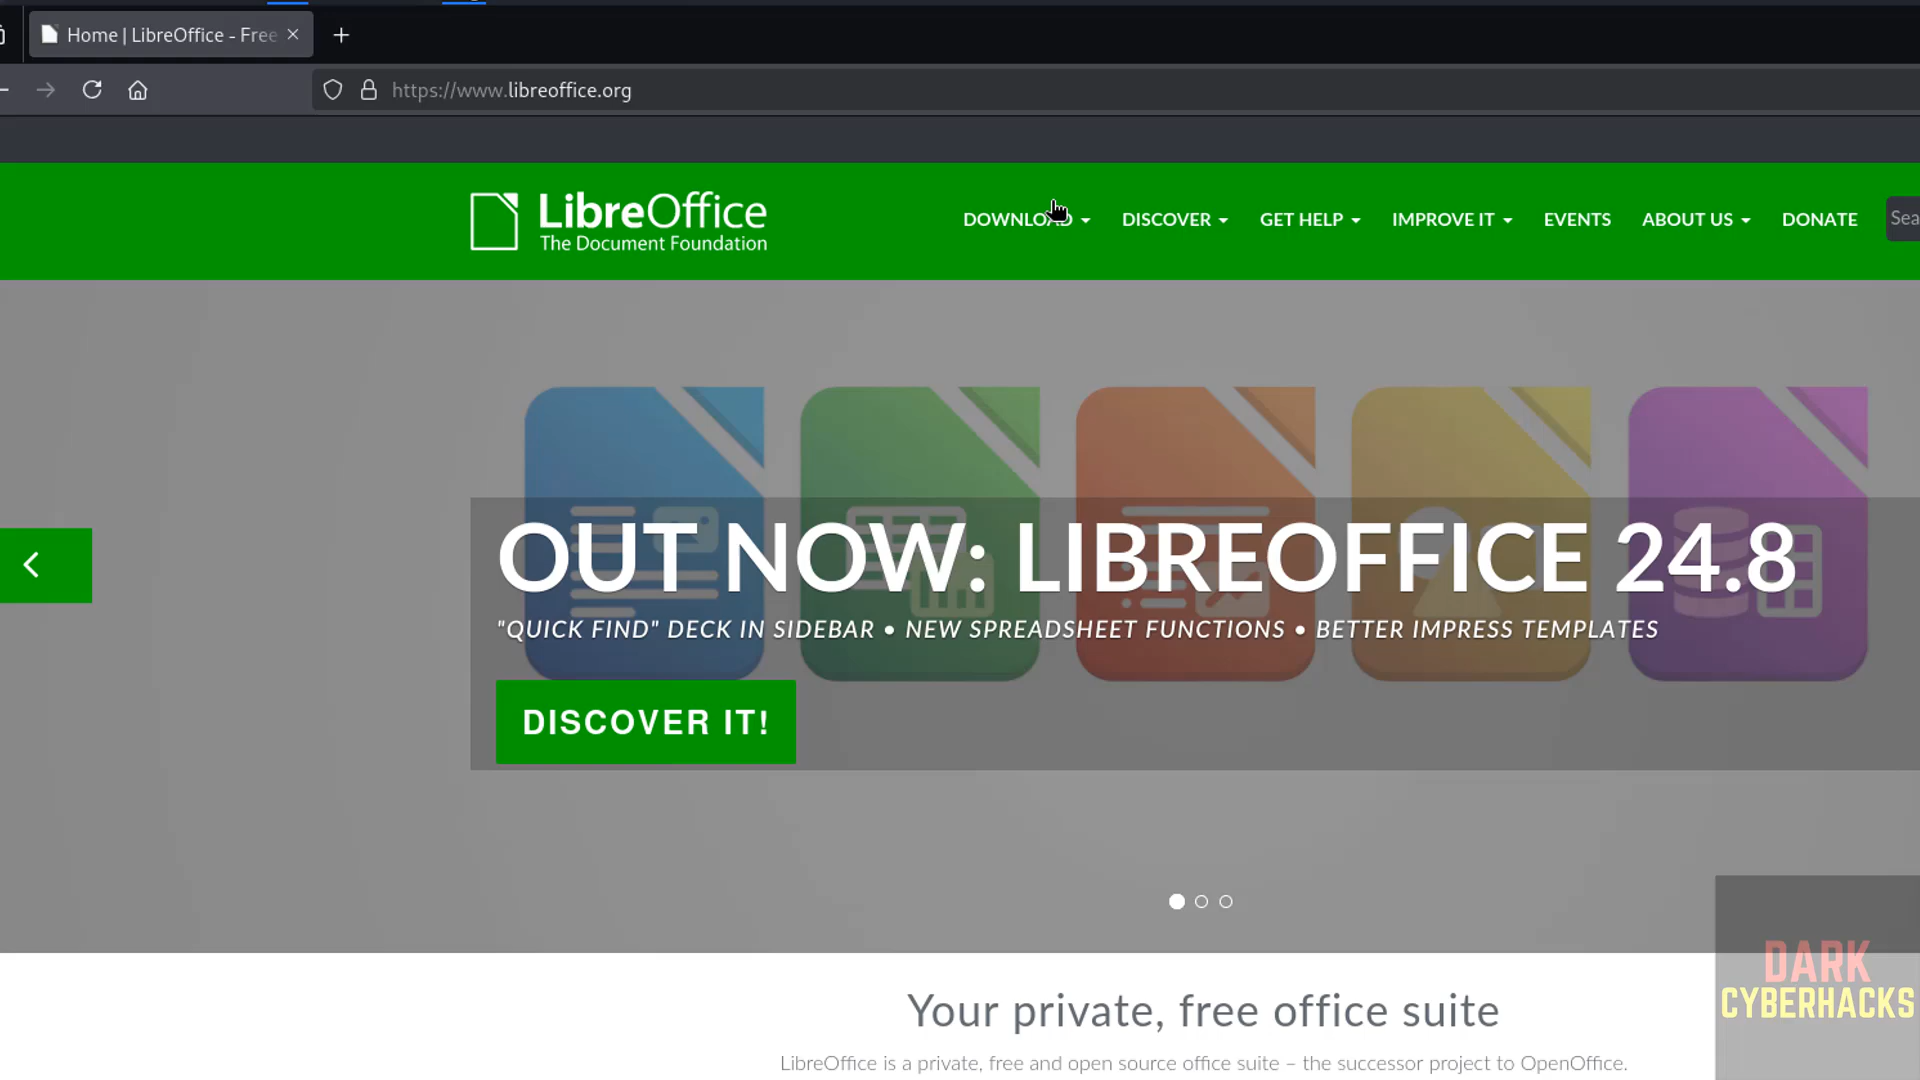 Home | LibreOffice - Free
https://www.libreoffice.org
LibreOffice
The Document Foundation
DOWNLOAD
DISCOVER
GET HELP
IMPROVE IT
EVENTS
ABOUT US
DONATE
Sea
OUT NOW: LIBREOFFICE 24.8
"QUICK FIND" DECK IN SIDEBAR • NEW SPREADSHEET FUNCTIONS • BETTER IMPRESS TEMPLATES
DISCOVER IT!
Your private, free office suite
LibreOffice is a private, free and open source office suite – the successor project to OpenOffice.
DARK
CYBERHACKS